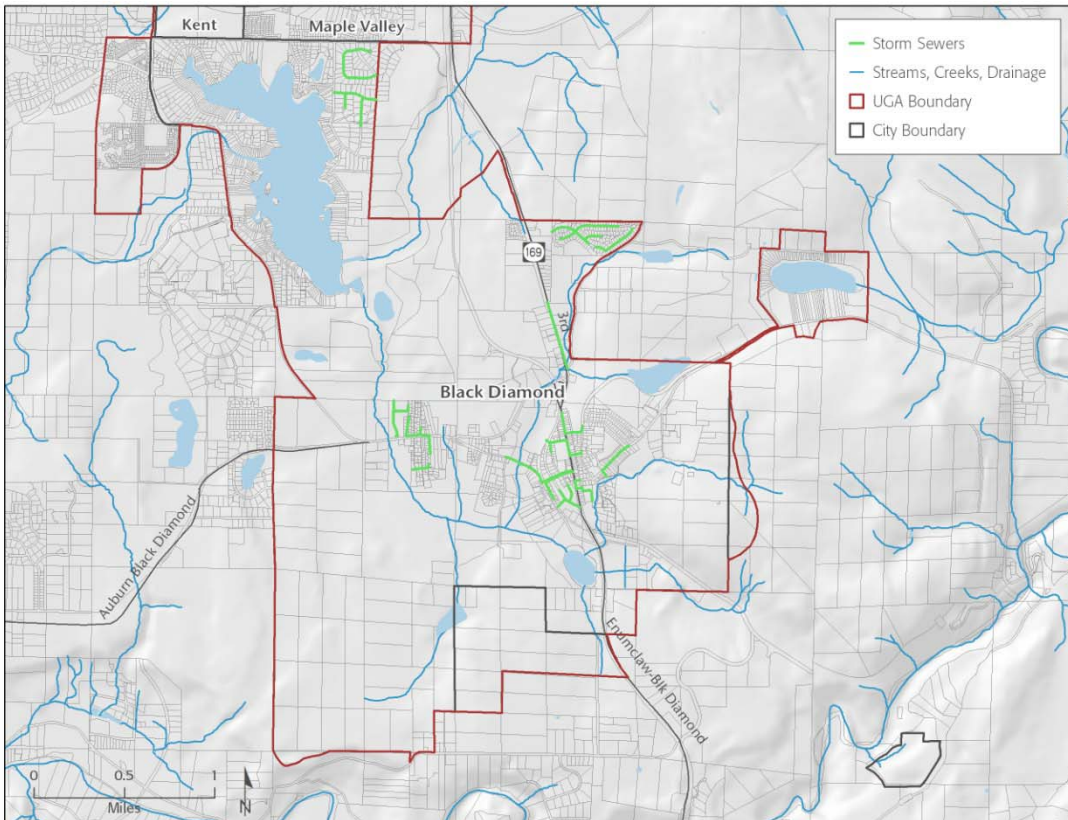 Kent
Maple Valley
Storm Sewers
Streams, Creeks, Drainage
UGA Boundary
City Boundary
169
3rd
Black Diamond
Auburn Black Diamond
Enumclaw-Blk Diamond
0 0.5 1
Miles
N